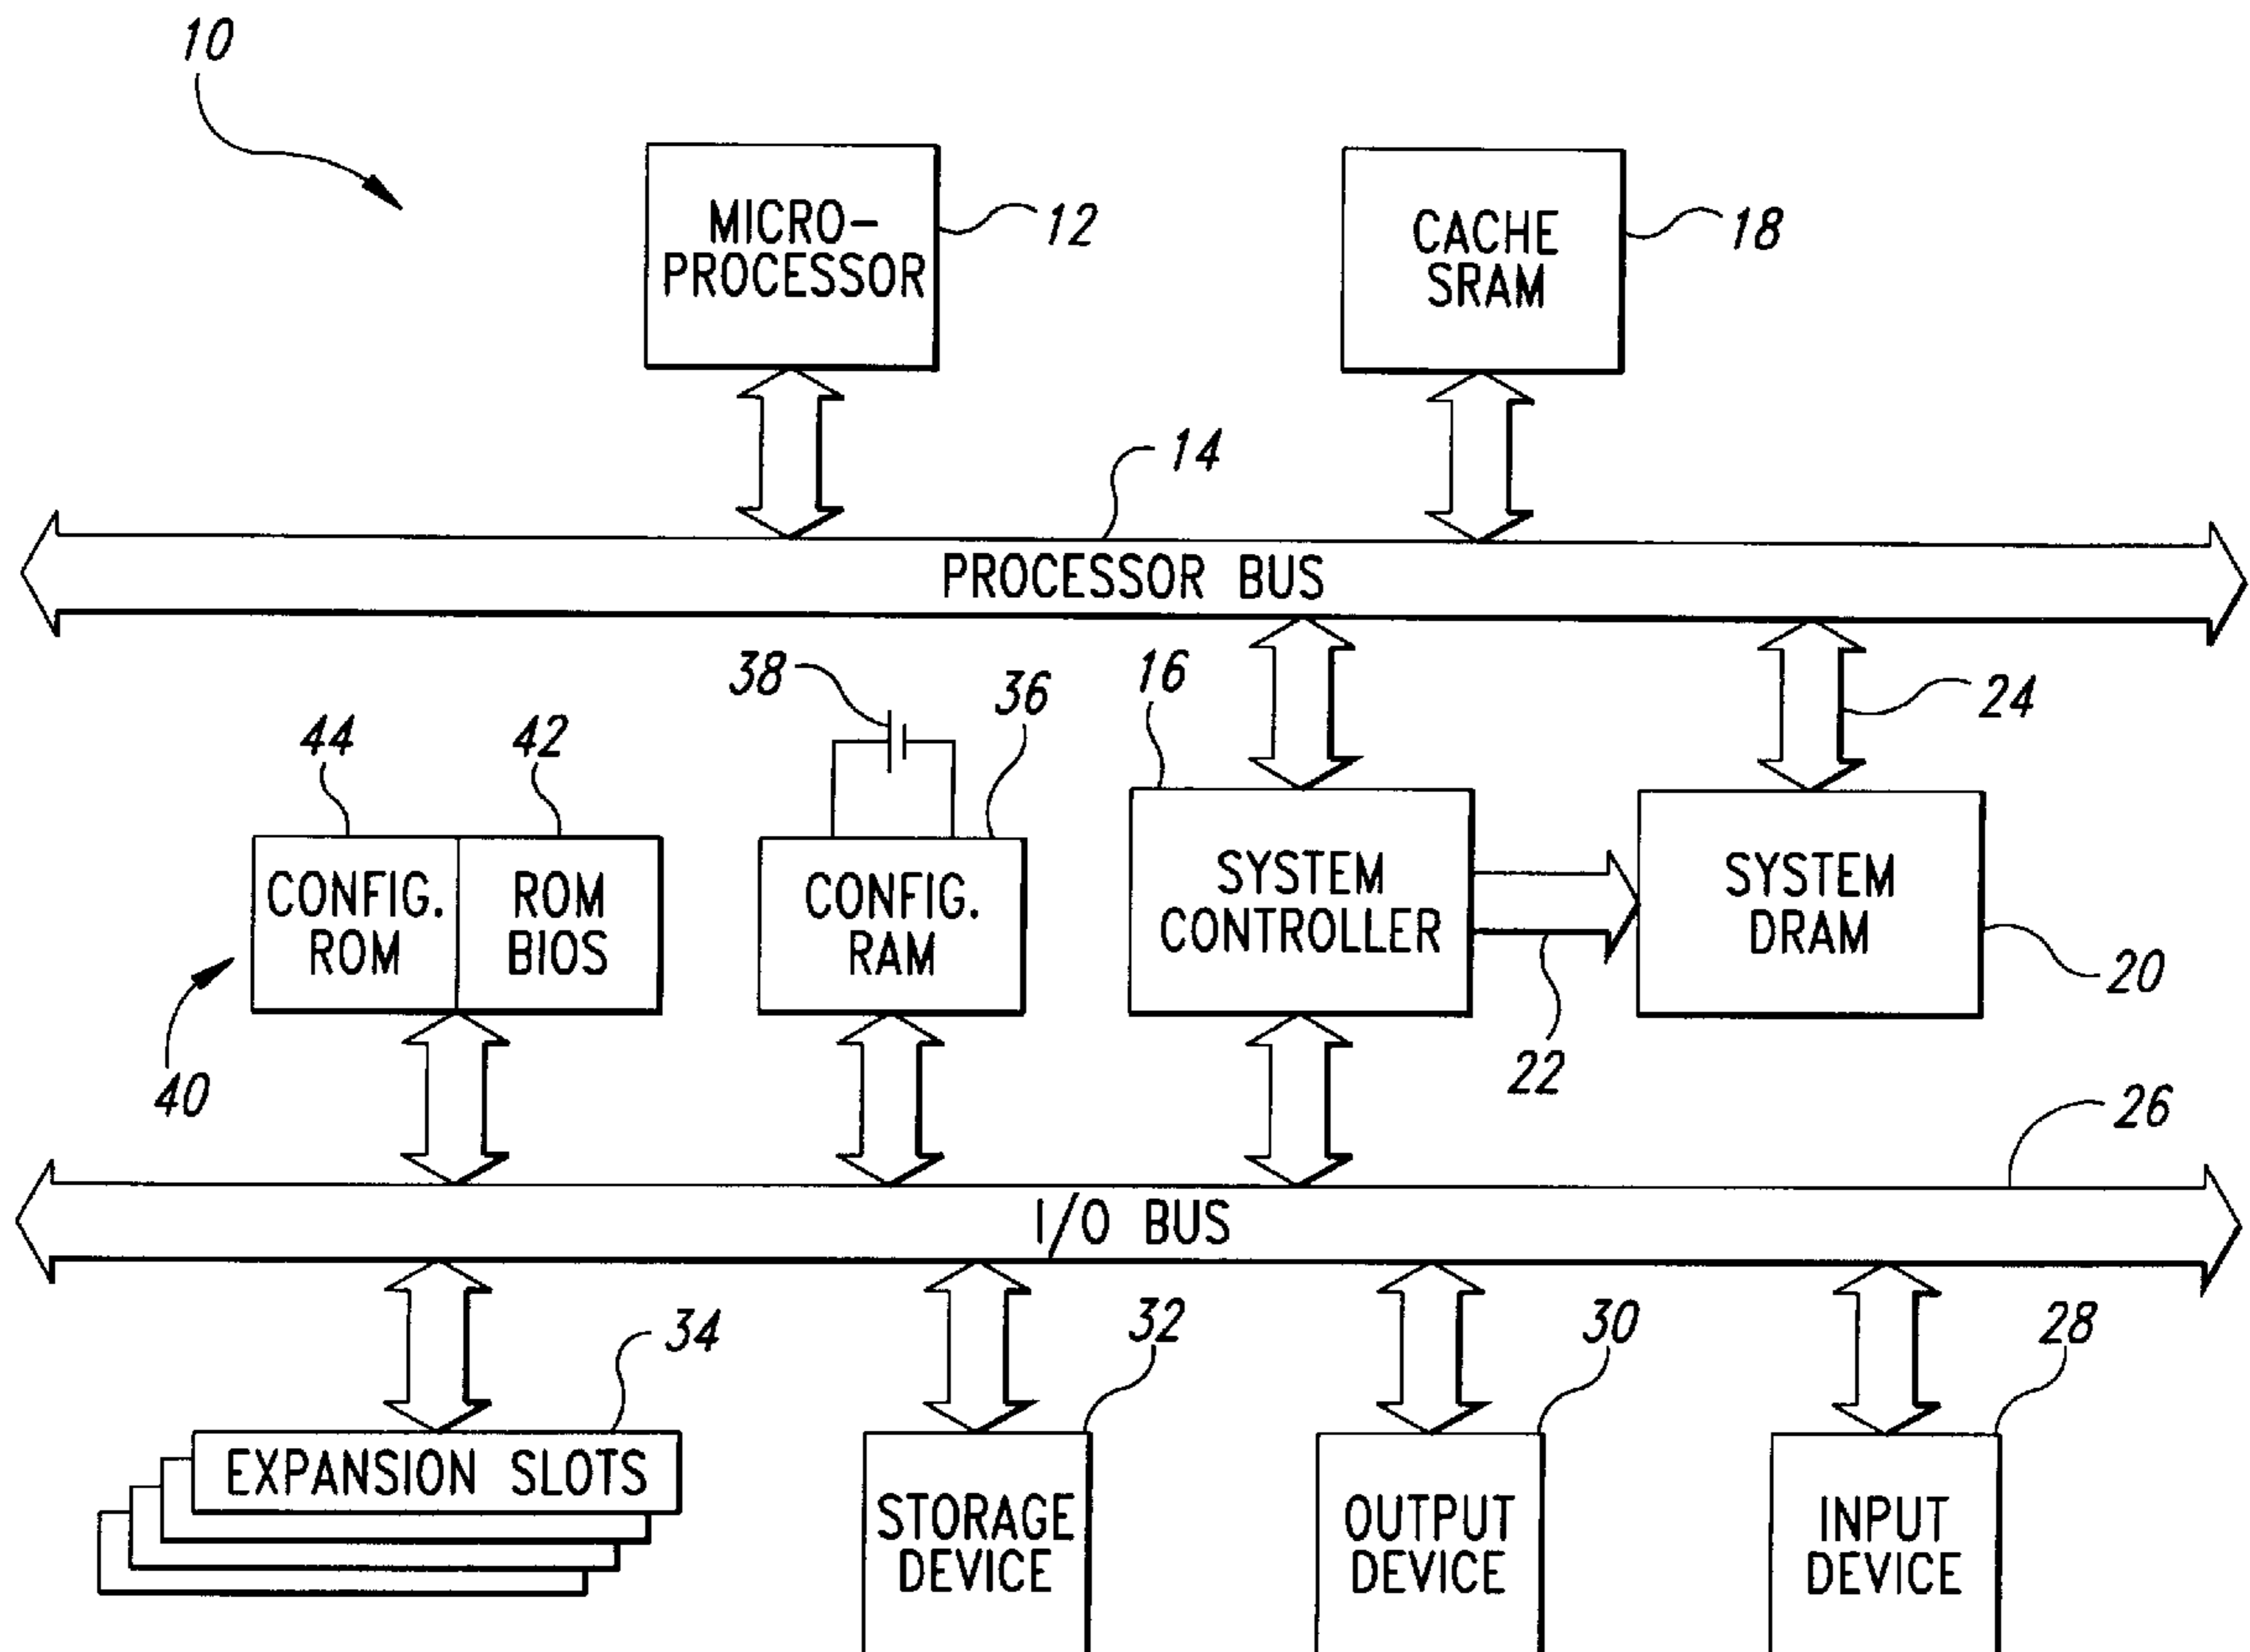 10
MICRO-
PROCESSOR
12
CACHE
SRAM
18
14
PROCESSOR BUS
38
36
16
24
44
42
CONFIG.
ROM
ROM
BIOS
CONFIG.
RAM
SYSTEM
CONTROLLER
SYSTEM
DRAM
20
40
22
26
I/O BUS
34
32
30
28
EXPANSION SLOTS
STORAGE
DEVICE
OUTPUT
DEVICE
INPUT
DEVICE